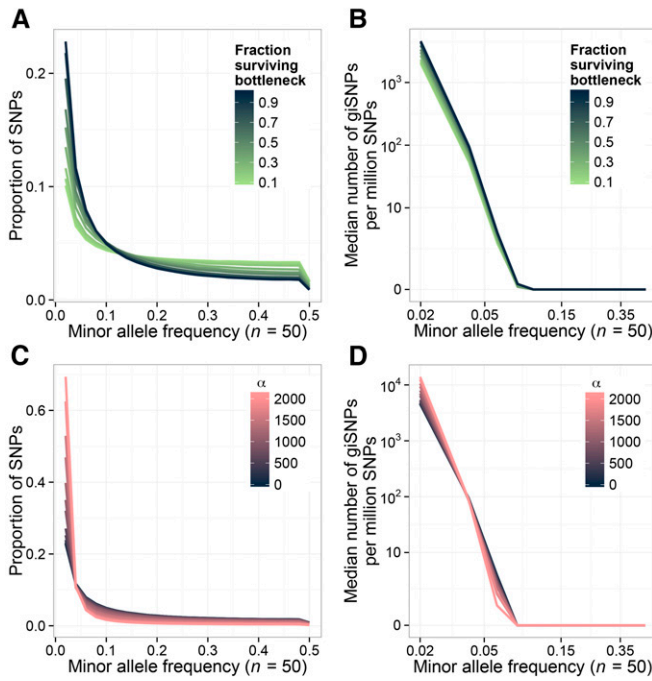 A
Proportion of SNPs
0.2
0.1
0.0
Fraction
surviving
bottleneck
0.9
0.7
0.5
0.3
0.1
0.0 0.1 0.2 0.3 0.4 0.5
Minor allele frequency (n = 50)
B
Median number of giSNPs
per million SNPs
10³
10²
10
0
Fraction
surviving
bottleneck
0.9
0.7
0.5
0.3
0.1
0.02 0.05 0.15 0.35
Minor allele frequency (n = 50)
C
Proportion of SNPs
0.6
0.4
0.2
0.0
α
2000
1500
1000
500
0
0.0 0.1 0.2 0.3 0.4 0.5
Minor allele frequency (n = 50)
D
Median number of giSNPs
per million SNPs
10⁴
10³
10²
10
0
α
2000
1500
1000
500
0
0.02 0.05 0.15 0.35
Minor allele frequency (n = 50)